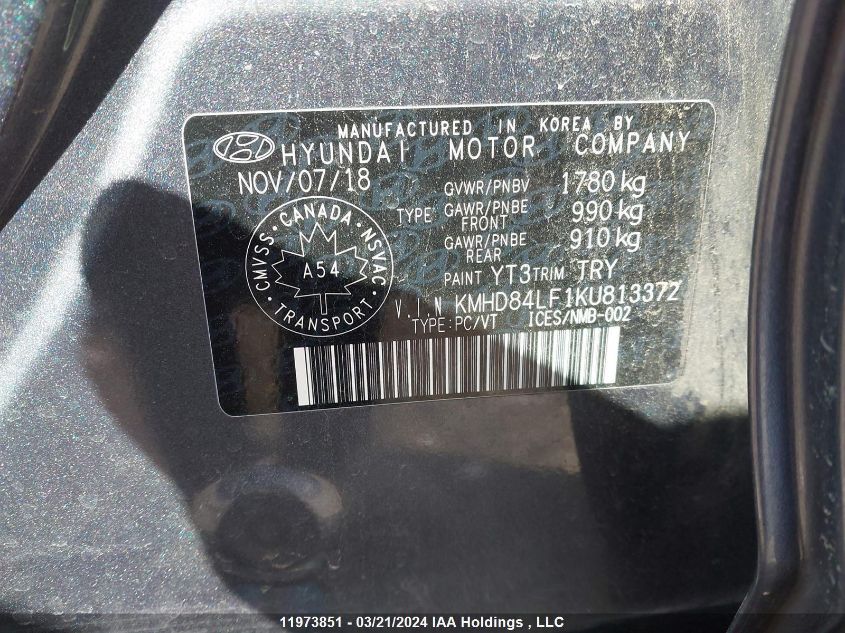 MANUFACTURED IN KOREA BY
HYUNDAI MOTOR COMPANY
NOV/07/18
GVWR/PNBV 1780 kg
TYPE GAWR/PNBE FRONT 990 kg
GAWR/PNBE REAR 910 kg
PAINT YT3 TRIM TRY
V.I.N KMHD84LF1KU813372
TYPE:PC/VT ICES/NMB-002
CMVSS · CANADA · NSVAC
A54
· TRANSPORT ·
11973851 - 03/21/2024 IAA Holdings , LLC